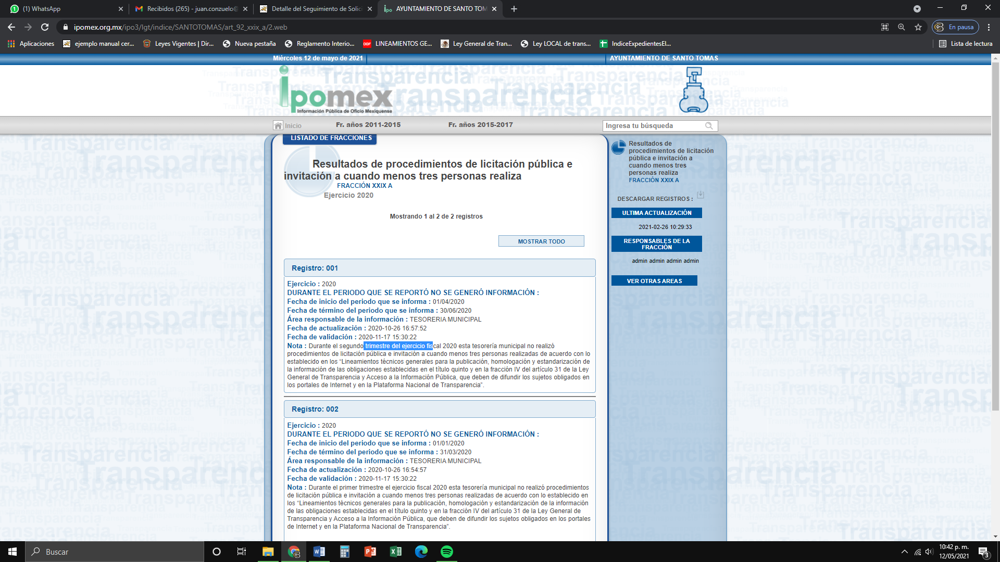 (1) WhatsApp
Recibidos (265) - juan.conzuelo@
Detalle del Seguimiento de Solici
AYUNTAMIENTO DE SANTO TOM
ipomex.org.mx/ipo3/lgt/indice/SANTOTOMAS/art_92_xxix_a/2.web
En pausa
Aplicaciones
ejemplo manual cer...
Leyes Vigentes | Dir...
Nueva pestaña
Reglamento Interio...
DOF LINEAMIENTOS GE...
Ley General de Tran...
Ley LOCAL de trans...
IndiceExpedientesEl...
Lista de lectura
Miércoles 12 de mayo de 2021
AYUNTAMIENTO DE SANTO TOMAS
Transparencia
ipomex
Información Pública de Oficio Mexiquense
Inicio
Fr. años 2011-2015
Fr. años 2015-2017
Ingresa tu búsqueda
LISTADO DE FRACCIONES
Resultados de procedimientos de licitación pública e
invitación a cuando menos tres personas realiza
FRACCIÓN XXIX A
Ejercicio 2020
Mostrando 1 al 2 de 2 registros
MOSTRAR TODO
Registro: 001
Ejercicio : 2020
DURANTE EL PERIODO QUE SE REPORTÓ NO SE GENERÓ INFORMACIÓN :
Fecha de inicio del periodo que se informa : 01/04/2020
Fecha de término del periodo que se informa : 30/06/2020
Área responsable de la información : TESORERIA MUNICIPAL
Fecha de actualización : 2020-10-26 16:57:52
Fecha de validación : 2020-11-17 15:30:22
Nota : Durante el segundo trimestre del ejercicio fiscal 2020 esta tesorería municipal no realizó
procedimientos de licitación pública e invitación a cuando menos tres personas realizadas de acuerdo con lo
establecido en los “Lineamientos técnicos generales para la publicación, homologación y estandarización de
la información de las obligaciones establecidas en el título quinto y en la fracción IV del artículo 31 de la Ley
General de Transparencia y Acceso a la Información Pública, que deben de difundir los sujetos obligados en
los portales de Internet y en la Plataforma Nacional de Transparencia”.
Registro: 002
Ejercicio : 2020
DURANTE EL PERIODO QUE SE REPORTÓ NO SE GENERÓ INFORMACIÓN :
Fecha de inicio del periodo que se informa : 01/01/2020
Fecha de término del periodo que se informa : 31/03/2020
Área responsable de la información : TESORERIA MUNICIPAL
Fecha de actualización : 2020-10-26 16:54:57
Fecha de validación : 2020-11-17 15:30:22
Nota : Durante el primer trimestre el ejercicio fiscal 2020 esta tesorería municipal no realizó procedimientos
de licitación pública e invitación a cuando menos tres personas realizadas de acuerdo con lo establecido en
los “Lineamientos técnicos generales para la publicación, homologación y estandarización de la información
de las obligaciones establecidas en el título quinto y en la fracción IV del artículo 31 de la Ley General de
Transparencia y Acceso a la Información Pública, que deben de difundir los sujetos obligados en los portales
de Internet y en la Plataforma Nacional de Transparencia”.
Resultados de
procedimientos de licitación
pública e invitación a
cuando menos tres
personas realiza
FRACCIÓN XXIX A
DESCARGAR REGISTROS :
ULTIMA ACTUALIZACIÓN
2021-02-26 10:29:33
RESPONSABLES DE LA
FRACCIÓN
admin admin admin admin
VER OTRAS AREAS
Buscar
10:42 p. m.
12/05/2021
3